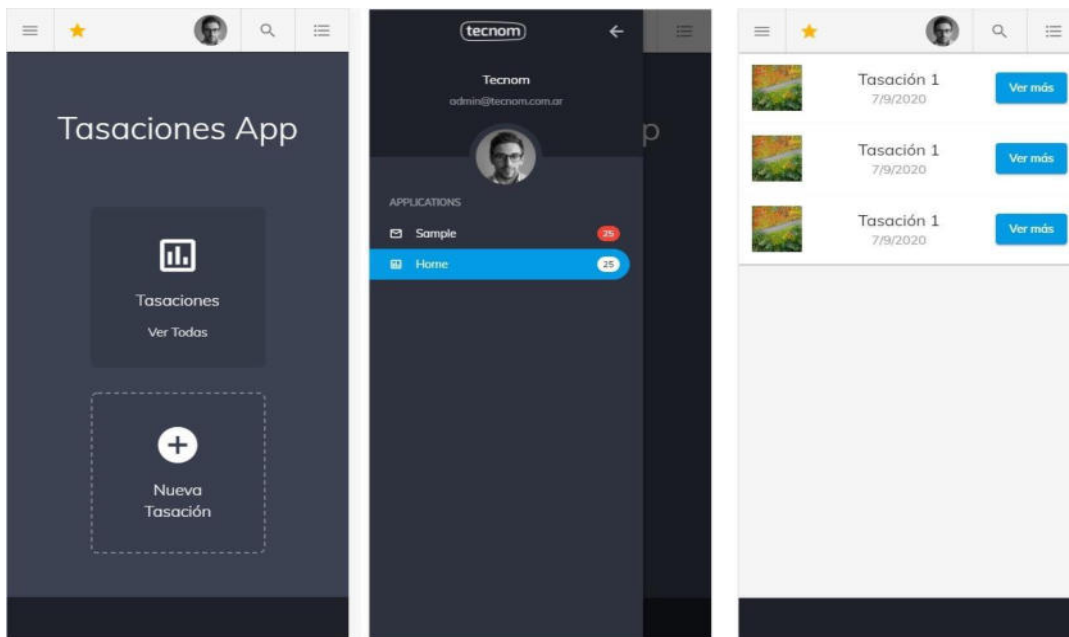 Tasaciones App
Tasaciones
Ver Todas
Nueva
Tasación
tecnom
Tecnom
admin@tecnom.com.ar
p
APPLICATIONS
Sample
25
Home
25
Tasación 1
7/9/2020
Ver más
Tasación 1
7/9/2020
Ver más
Tasación 1
7/9/2020
Ver más